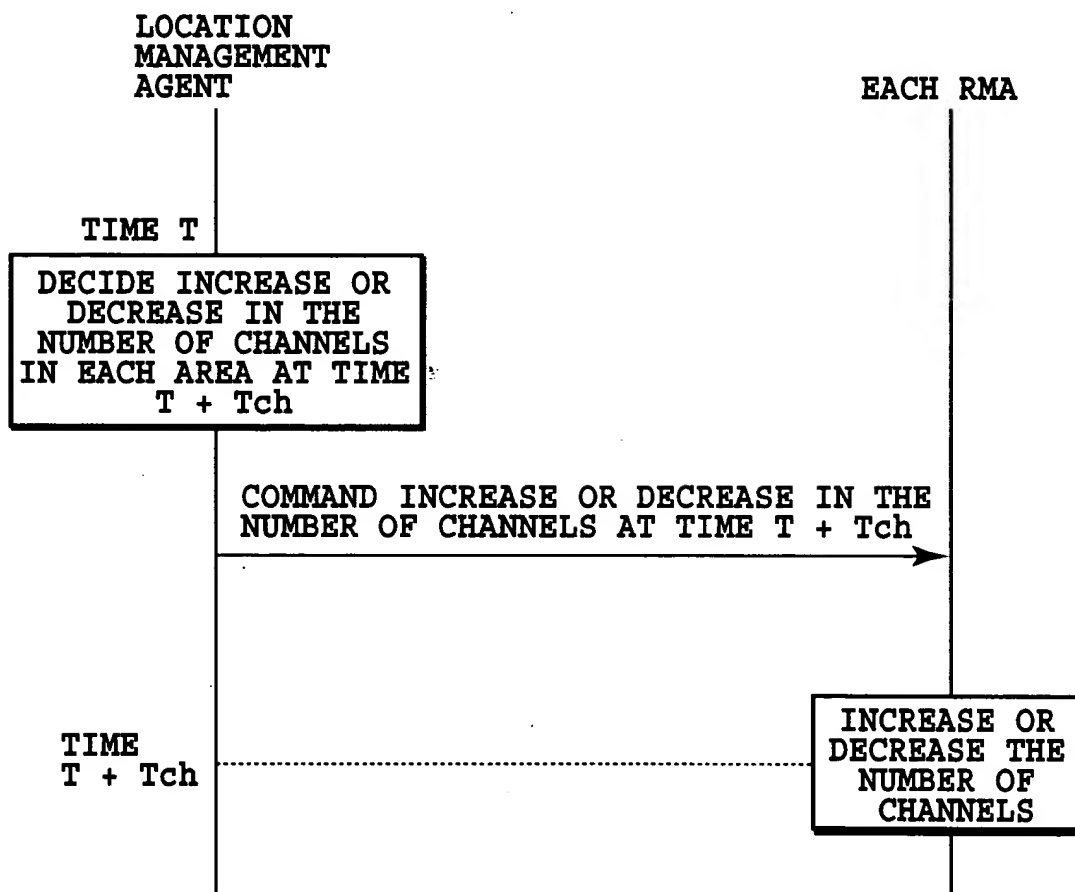 LOCATION
MANAGEMENT
AGENT
EACH RMA
TIME T
DECIDE INCREASE OR
DECREASE IN THE
NUMBER OF CHANNELS
IN EACH AREA AT TIME
T + Tch
COMMAND INCREASE OR DECREASE IN THE
NUMBER OF CHANNELS AT TIME T + Tch
TIME
T + Tch
INCREASE OR
DECREASE THE
NUMBER OF
CHANNELS